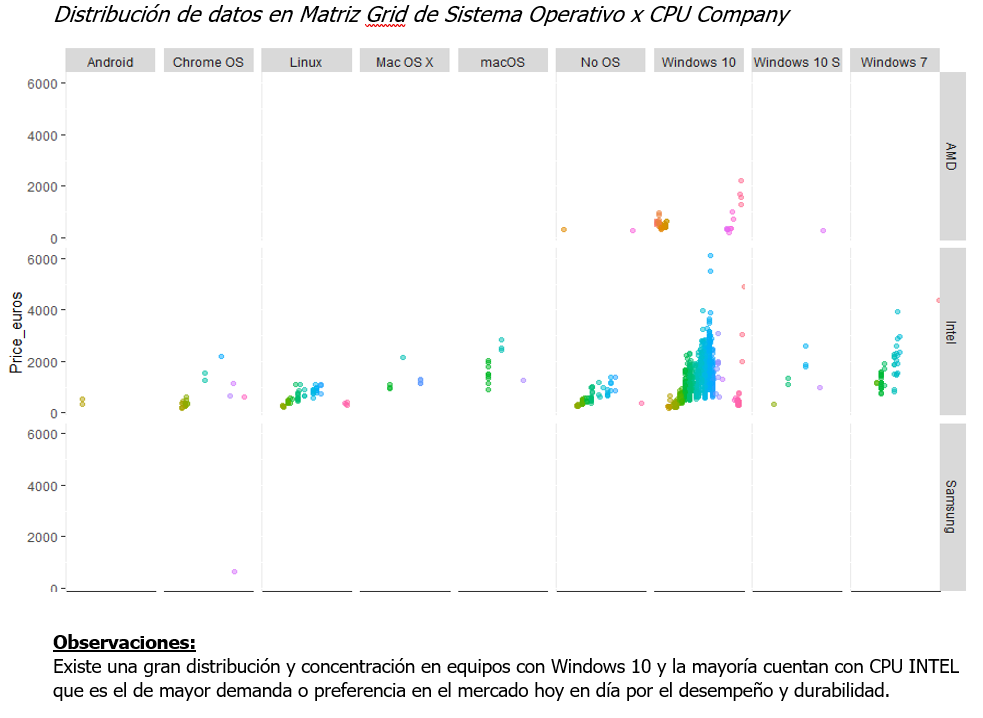 Distribución de datos en Matriz Grid de Sistema Operativo x CPU Company
Android Chrome OS Linux Mac OS X macOS No OS Windows 10 Windows 10 S Windows 7
6000
4000
2000
0
AMD
6000
4000
2000
0
Intel
6000
4000
2000
0
Samsung
Price_euros
Observaciones:
Existe una gran distribución y concentración en equipos con Windows 10 y la mayoría cuentan con CPU INTEL
que es el de mayor demanda o preferencia en el mercado hoy en día por el desempeño y durabilidad.